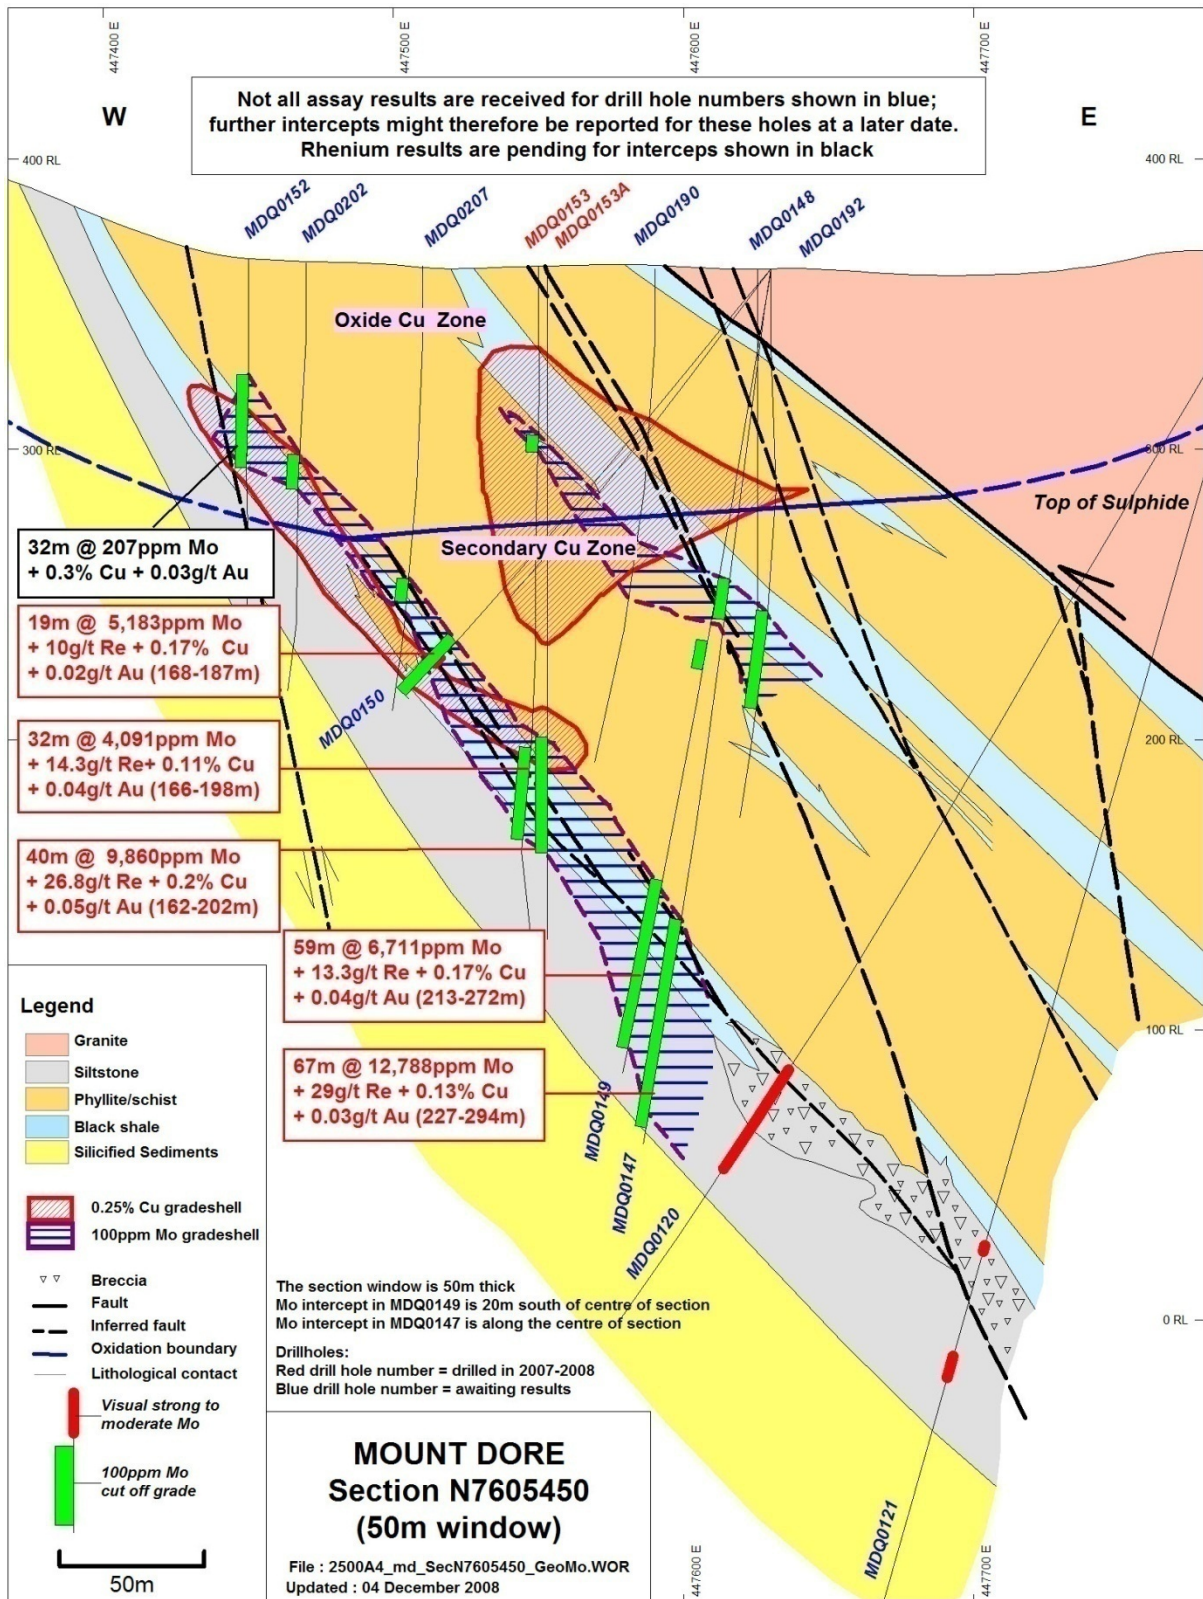 447400 E
447500 E
447600 E
447700 E
W
Not all assay results are received for drill hole numbers shown in blue;
further intercepts might therefore be reported for these holes at a later date.
Rhenium results are pending for interceps shown in black
E
400 RL
400 RL
MDQ0152
MDQ0202
MDQ0207
MDQ0153
MDQ0153A
MDQ0190
MDQ0148
MDQ0192
Oxide Cu Zone
300 RL
300 RL
Top of Sulphide
Secondary Cu Zone
32m @ 207ppm Mo
+ 0.3% Cu + 0.03g/t Au
19m @ 5,183ppm Mo
+ 10g/t Re + 0.17% Cu
+ 0.02g/t Au (168-187m)
MDQ0150
32m @ 4,091ppm Mo
+ 14.3g/t Re+ 0.11% Cu
+ 0.04g/t Au (166-198m)
200 RL
40m @ 9,860ppm Mo
+ 26.8g/t Re + 0.2% Cu
+ 0.05g/t Au (162-202m)
59m @ 6,711ppm Mo
+ 13.3g/t Re + 0.17% Cu
+ 0.04g/t Au (213-272m)
100 RL
67m @ 12,788ppm Mo
+ 29g/t Re + 0.13% Cu
+ 0.03g/t Au (227-294m)
MDQ0149
MDQ0147
MDQ0120
Legend
Granite
Siltstone
Phyllite/schist
Black shale
Silicified Sediments
0.25% Cu gradeshell
100ppm Mo gradeshell
Breccia
Fault
Inferred fault
Oxidation boundary
Lithological contact
Visual strong to
moderate Mo
100ppm Mo
cut off grade
50m
The section window is 50m thick
Mo intercept in MDQ0149 is 20m south of centre of section
Mo intercept in MDQ0147 is along the centre of section
Drillholes:
Red drill hole number = drilled in 2007-2008
Blue drill hole number = awaiting results
0 RL
MOUNT DORE
Section N7605450
(50m window)
File : 2500A4_md_SecN7605450_GeoMo.WOR
Updated : 04 December 2008
MDQ0121
447600 E
447700 E